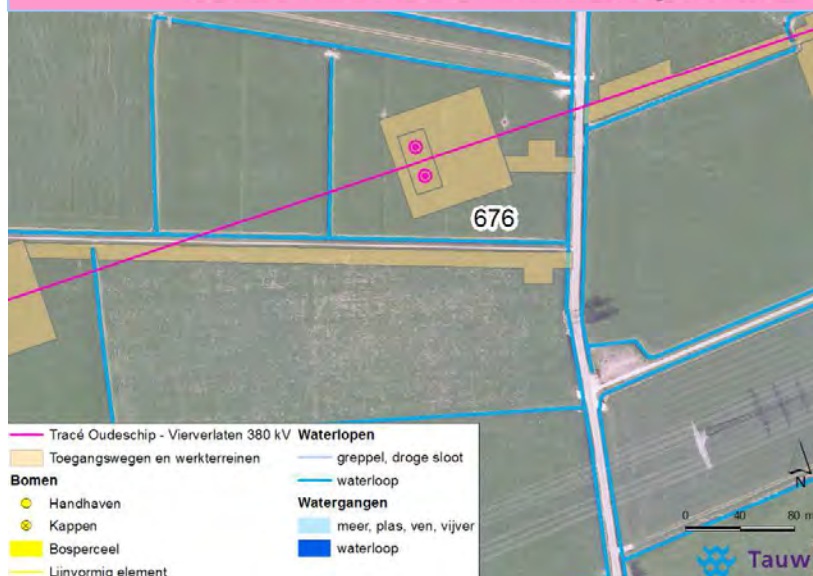 676
Tracé Oudeschip - Vierverlaten 380 kV
Toegangswegen en werkterreinen
Bomen
Handhaven
Kappen
Bosperceel
Lijnvormig element
Waterlopen
greppel, droge sloot
waterloop
Watergangen
meer, plas, ven, vijver
waterloop
N
0 40 80 m
Tauw